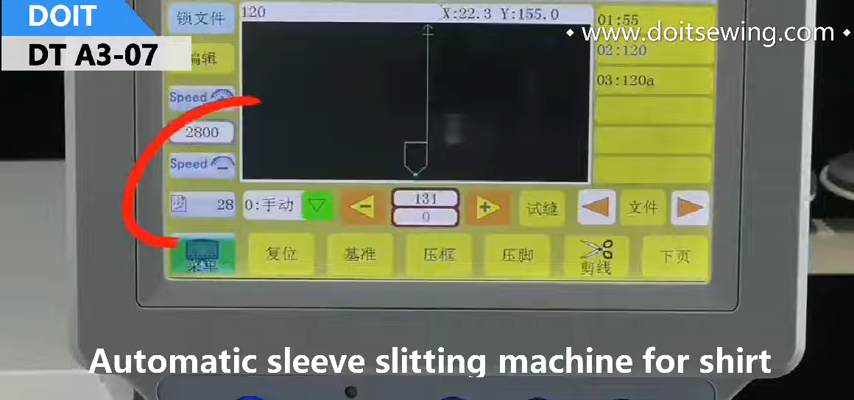 DOIT
DT A3-07
• www.doitsewing.com •
锁文件
120
X:22.3 Y:155.0
01:55
02:120
03:120a
编辑
Speed
2800
Speed
28
0:手动
−
131
0
+
试缝
文件
菜单
复位
基准
压框
压脚
剪线
下页
Automatic sleeve slitting machine for shirt